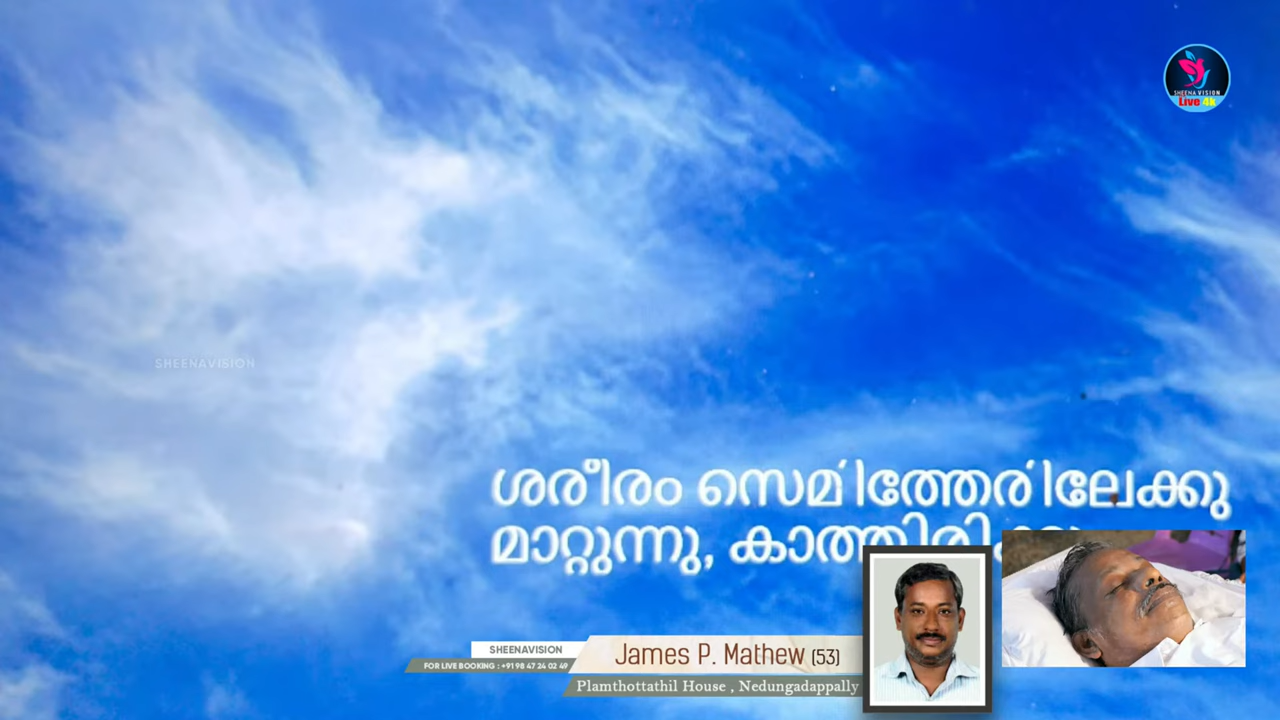 SHEENA VISION
Live 4k
SHEENAVISION
ശരീരം സെമിത്തേരിലേക്കു
മാറ്റുന്നു,
SHEENAVISION
FOR LIVE BOOKING : +91 98 47 24 02 49
James P. Mathew (53)
Plamthottathil House , Nedungadappally